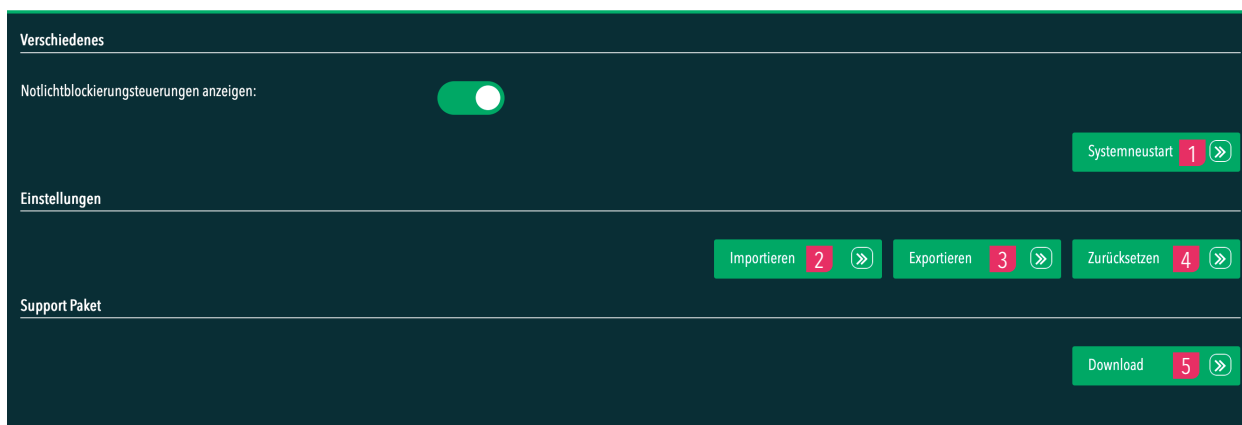 Verschiedenes
Notlichtblockierungsteuerungen anzeigen:
Systemneustart 1
Einstellungen
Importieren 2 Exportieren 3 Zurücksetzen 4
Support Paket
Download 5